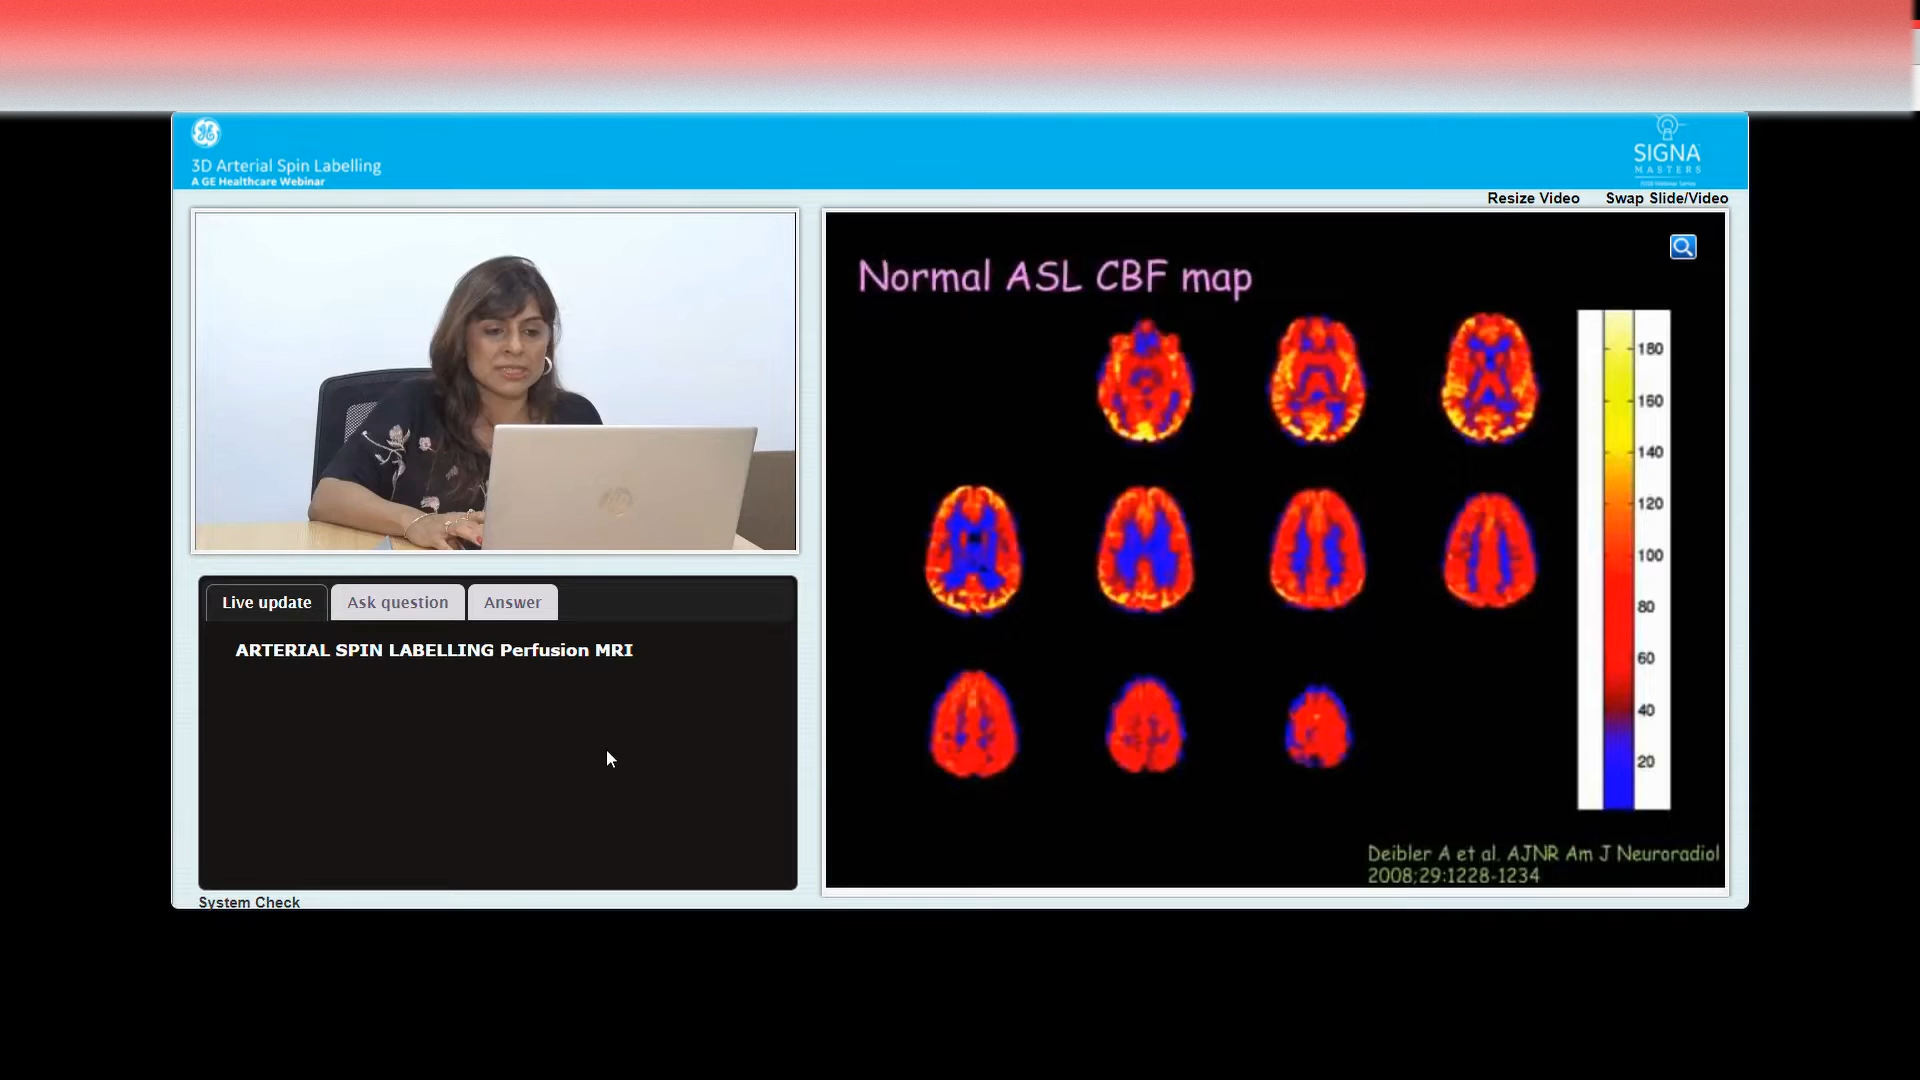 3D Arterial Spin Labelling
A GE Healthcare Webinar
SIGNA
MASTERS
Resize Video
Swap Slide/Video
Normal ASL CBF map
180
160
140
120
100
80
60
40
20
Deibler A et al. AJNR Am J Neuroradiol
2008;29:1228-1234
Live update
Ask question
Answer
ARTERIAL SPIN LABELLING Perfusion MRI
System Check